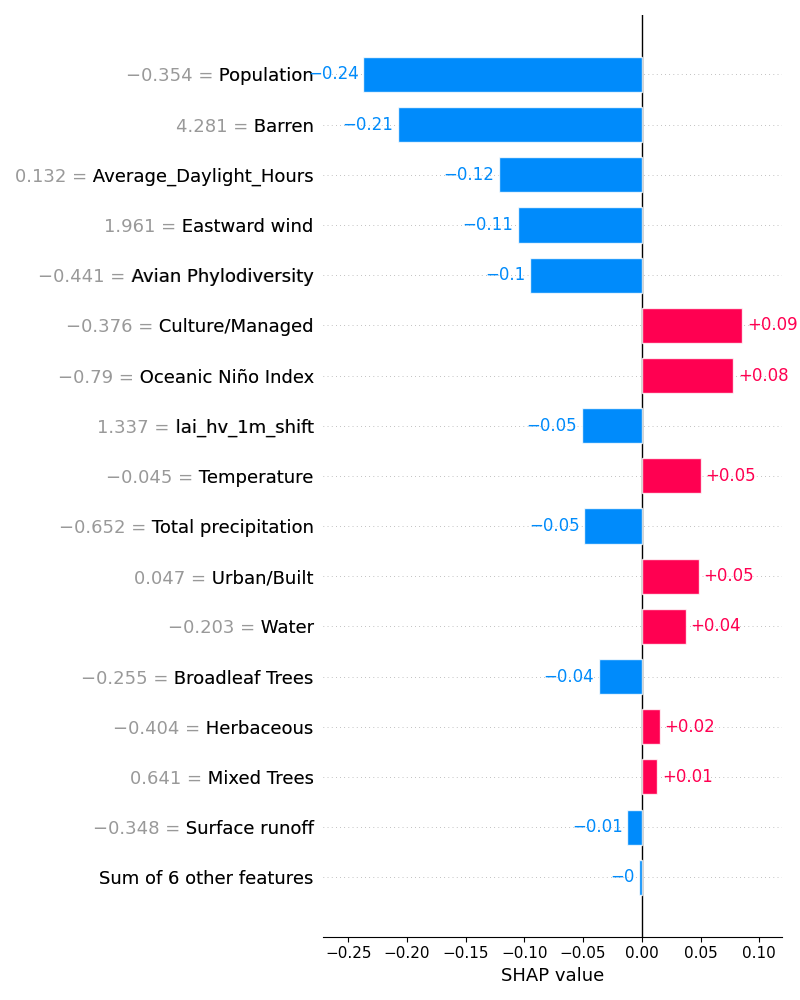 −0.354 = Population −0.24
4.281 = Barren −0.21
0.132 = Average_Daylight_Hours −0.12
1.961 = Eastward wind −0.11
−0.441 = Avian Phylodiversity −0.1
−0.376 = Culture/Managed +0.09
−0.79 = Oceanic Niño Index +0.08
1.337 = lai_hv_1m_shift −0.05
−0.045 = Temperature +0.05
−0.652 = Total precipitation −0.05
0.047 = Urban/Built +0.05
−0.203 = Water +0.04
−0.255 = Broadleaf Trees −0.04
−0.404 = Herbaceous +0.02
0.641 = Mixed Trees +0.01
−0.348 = Surface runoff −0.01
Sum of 6 other features −0
−0.25 −0.20 −0.15 −0.10 −0.05 0.00 0.05 0.10
SHAP value